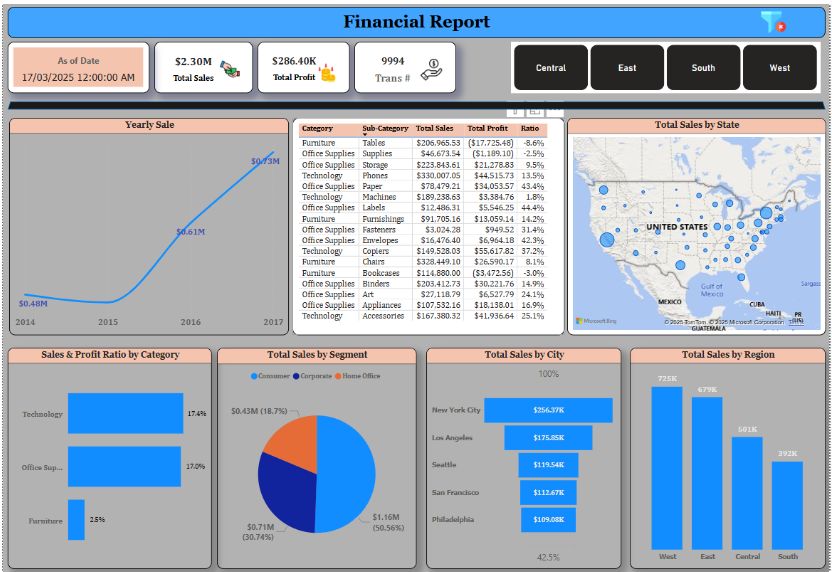 Financial Report
As of Date
17/03/2025 12:00:00 AM
$2.30M
Total Sales
$286.40K
Total Profit
9994
Trans #
Central
East
South
West
Yearly Sale
$0.73M
$0.61M
$0.48M
2014 2015 2016 2017
Category Sub-Category Total Sales Total Profit Ratio
Furniture Tables $206,965.53 ($17,725.48) -8.6%
Office Supplies Supplies $46,673.54 ($1,189.10) -2.5%
Office Supplies Storage $223,843.61 $21,278.83 9.5%
Technology Phones $330,007.05 $44,515.73 13.5%
Office Supplies Paper $78,479.21 $34,053.57 43.4%
Technology Machines $189,238.63 $3,384.76 1.8%
Office Supplies Labels $12,486.31 $5,546.25 44.4%
Furniture Furnishings $91,705.16 $13,059.14 14.2%
Office Supplies Fasteners $3,024.28 $949.52 31.4%
Office Supplies Envelopes $16,476.40 $6,964.18 42.3%
Technology Copiers $149,528.03 $55,617.82 37.2%
Furniture Chairs $328,449.10 $26,590.17 8.1%
Furniture Bookcases $114,880.00 ($3,472.56) -3.0%
Office Supplies Binders $203,412.73 $30,221.76 14.9%
Office Supplies Art $27,118.79 $6,527.79 24.1%
Office Supplies Appliances $107,532.16 $18,138.01 16.9%
Technology Accessories $167,380.32 $41,936.64 25.1%
Total Sales by State
UNITED STATES
Gulf of
Mexico
Sargass
MEXICO
CUBA
HAITI
PR
(US)
GUATEMALA
Microsoft Bing
© 2025 TomTom, © 2025 Microsoft Corporation Terms
Sales & Profit Ratio by Category
Technology 17.4%
Office Sup... 17.0%
Furniture 2.5%
Total Sales by Segment
Consumer Corporate Home Office
$0.43M (18.7%)
$0.71M
(30.74%)
$1.16M
(50.56%)
Total Sales by City
100%
New York City $256.37K
Los Angeles $175.85K
Seattle $119.54K
San Francisco $112.67K
Philadelphia $109.08K
42.5%
Total Sales by Region
725K
679K
501K
392K
West East Central South